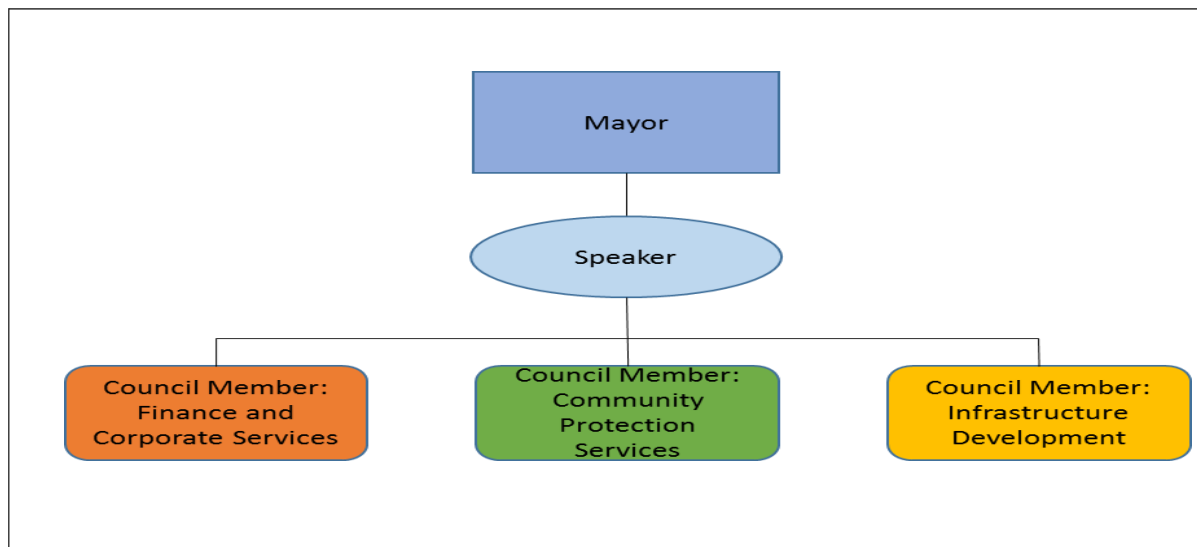 Mayor
Speaker
Council Member:
Finance and
Corporate Services
Council Member:
Community
Protection
Services
Council Member:
Infrastructure
Development